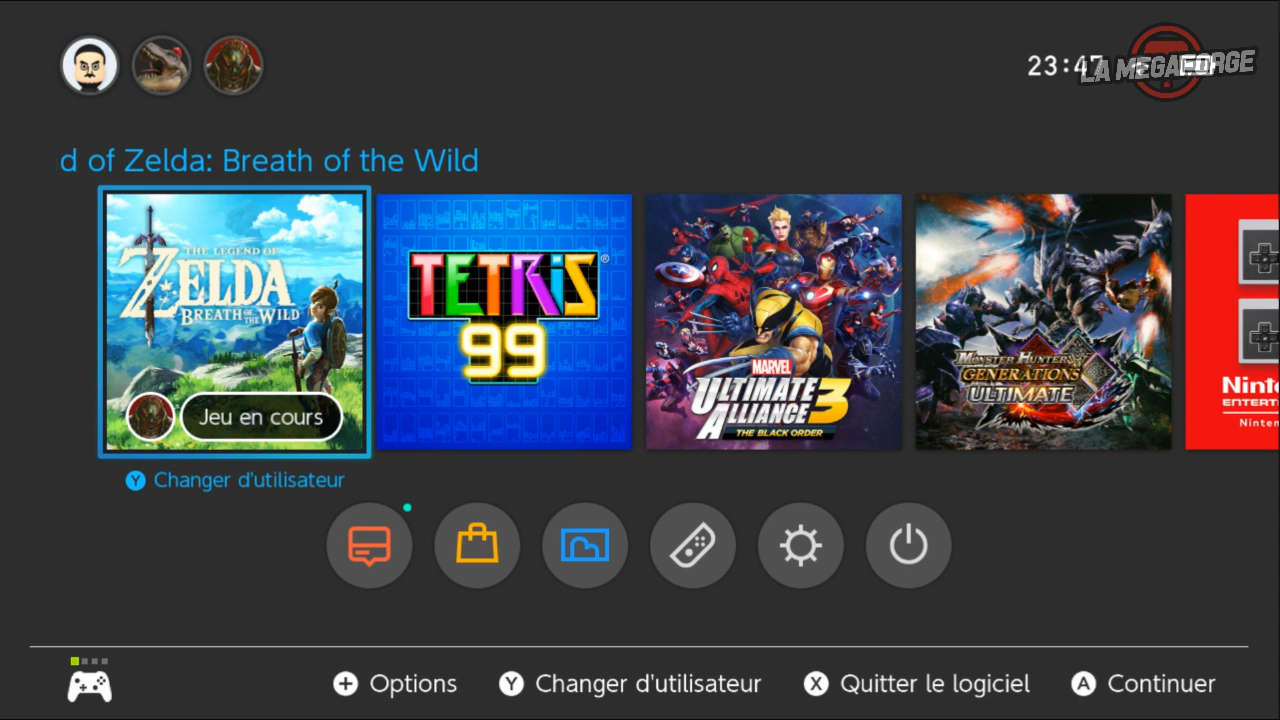 23:47
LA MEGAFORGE
d of Zelda: Breath of the Wild
THE LEGEND OF
ZELDA
BREATH OF THE WILD
Jeu en cours
TETRIS®
99
MARVEL
ULTIMATE
ALLIANCE 3
THE BLACK ORDER
MONSTER HUNTER
GENERATIONS
ULTIMATE
Ninte
ENTERT
Ninten
Y Changer d'utilisateur
+ Options
Y Changer d'utilisateur
X Quitter le logiciel
A Continuer